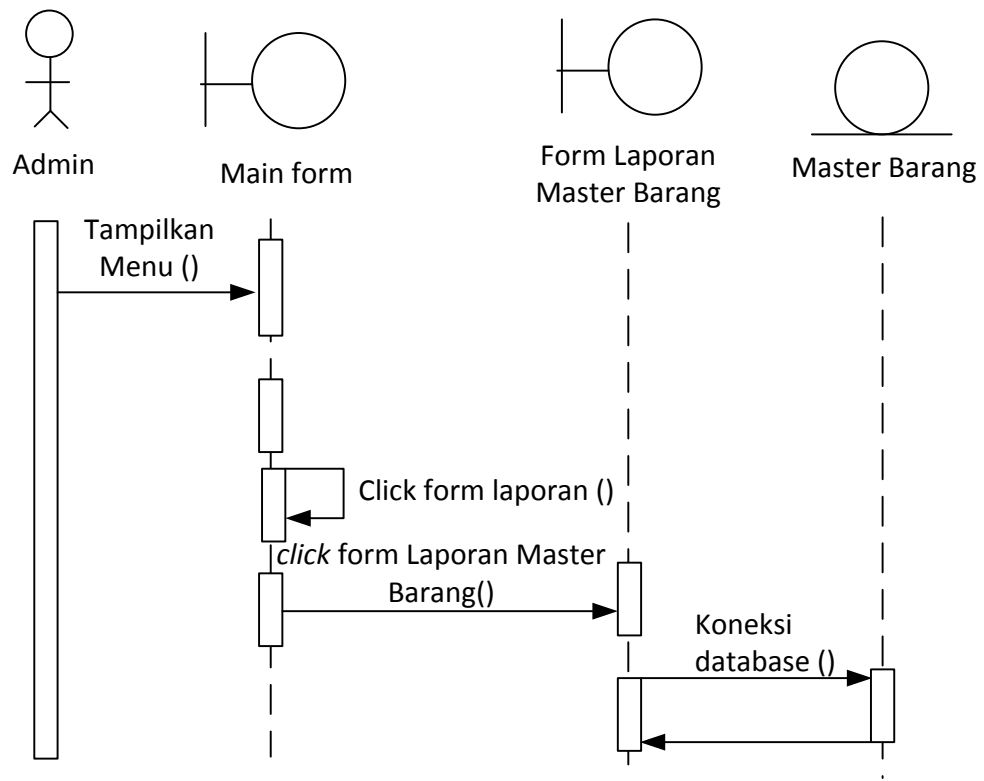 Admin
Main form
Form Laporan
Master Barang
Master Barang
Tampilkan
Menu ()
Click form laporan ()
click form Laporan Master
Barang()
Koneksi
database ()